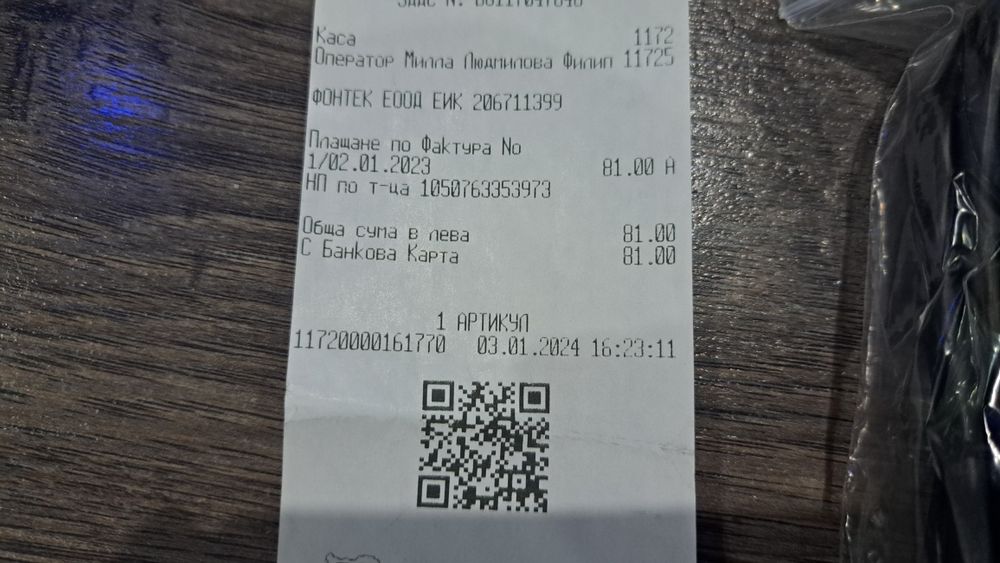 Каса 1172
Оператор Милла Людмилова Филип 11725
ФОНТЕК ЕООД ЕИК 206711399
Плащане по Фактура No
1/02.01.2023 81.00 А
НП по т-ца 1050763353973
Обща сума в лева 81.00
С Банкова Карта 81.00
1 АРТИКУЛ
11720000161770 03.01.2024 16:23:11